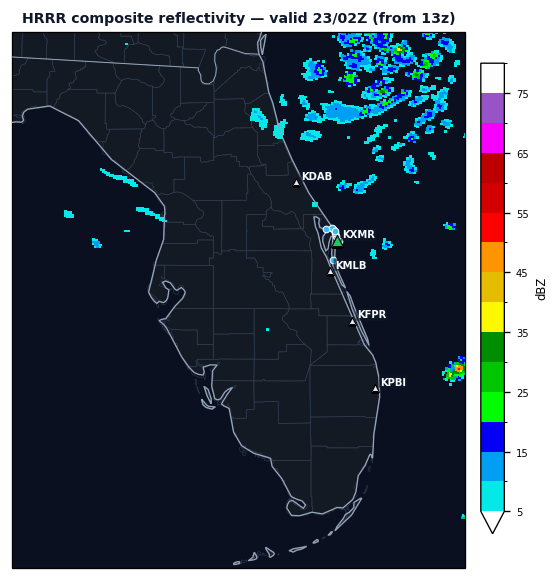 HRRR composite reflectivity — valid 23/02Z (from 13z)
KDAB
KXMR
KMLB
KFPR
KPBI
75
65
55
45
35
25
15
5
dBZ